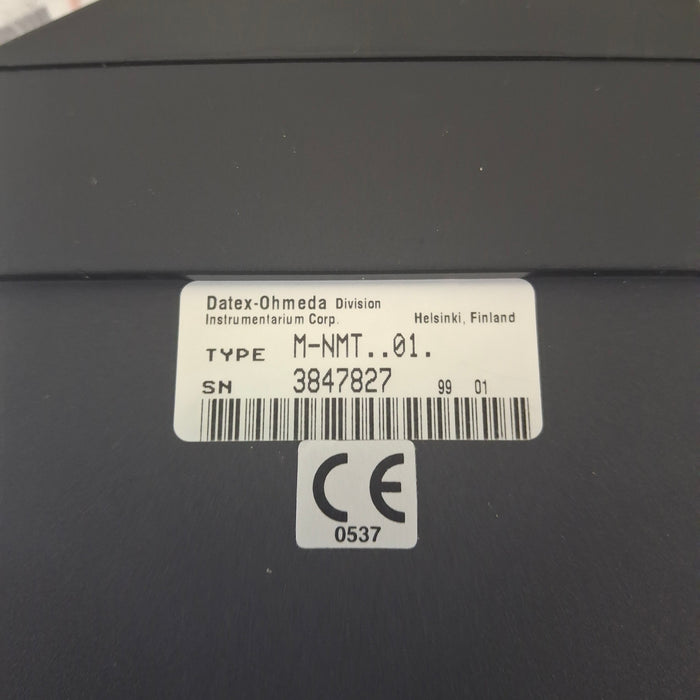 Datex-Ohmeda Division
Instrumentarium Corp. Helsinki, Finland
TYPE M-NMT..01.
SN 3847827 99 01
CE
0537